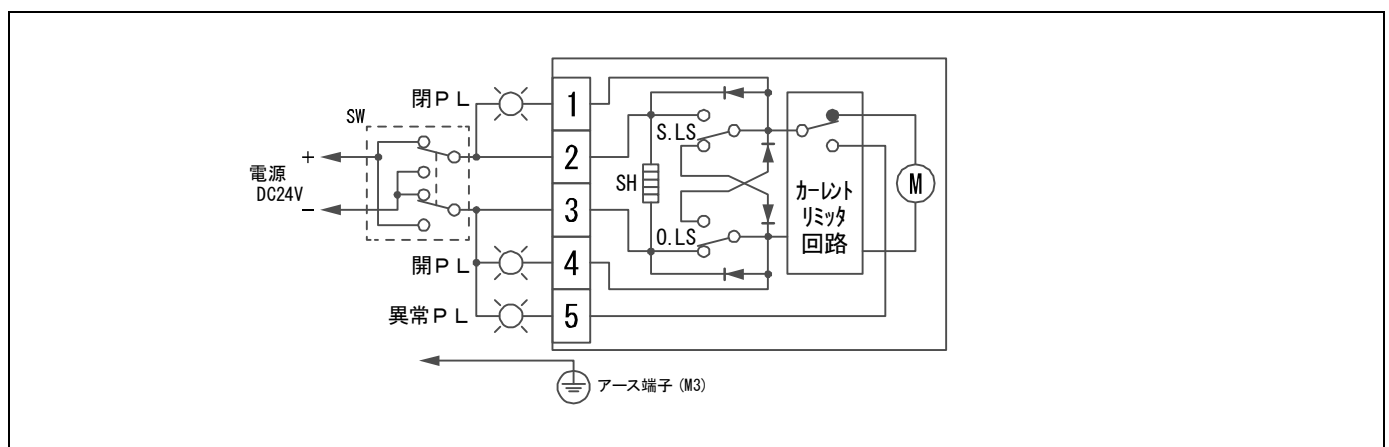 閉PL
SW
+
電源
DC24V
−
開PL
異常PL
1
2
3
4
5
S.LS
SH
O.LS
カーレント
リミッタ
回路
M
アース端子 (M3)